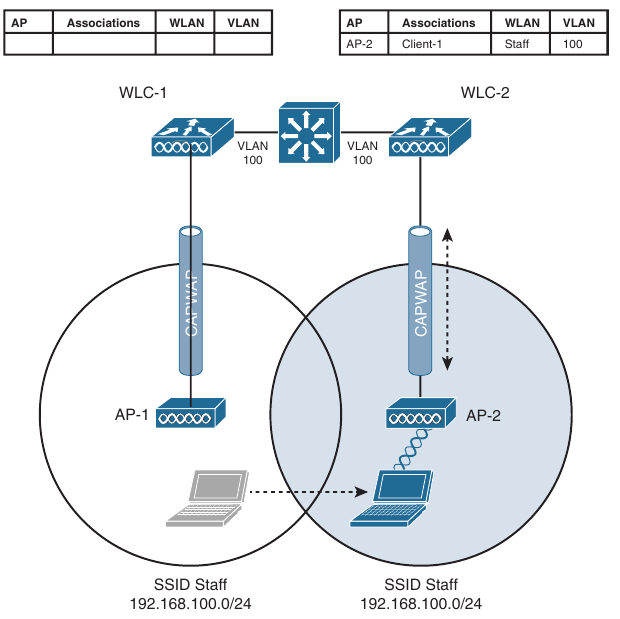 AP Associations WLAN VLAN
AP Associations WLAN VLAN
AP-2 Client-1 Staff 100
WLC-1
WLC-2
VLAN
100
VLAN
100
CAPWAP
CAPWAP
AP-1
AP-2
SSID Staff
192.168.100.0/24
SSID Staff
192.168.100.0/24